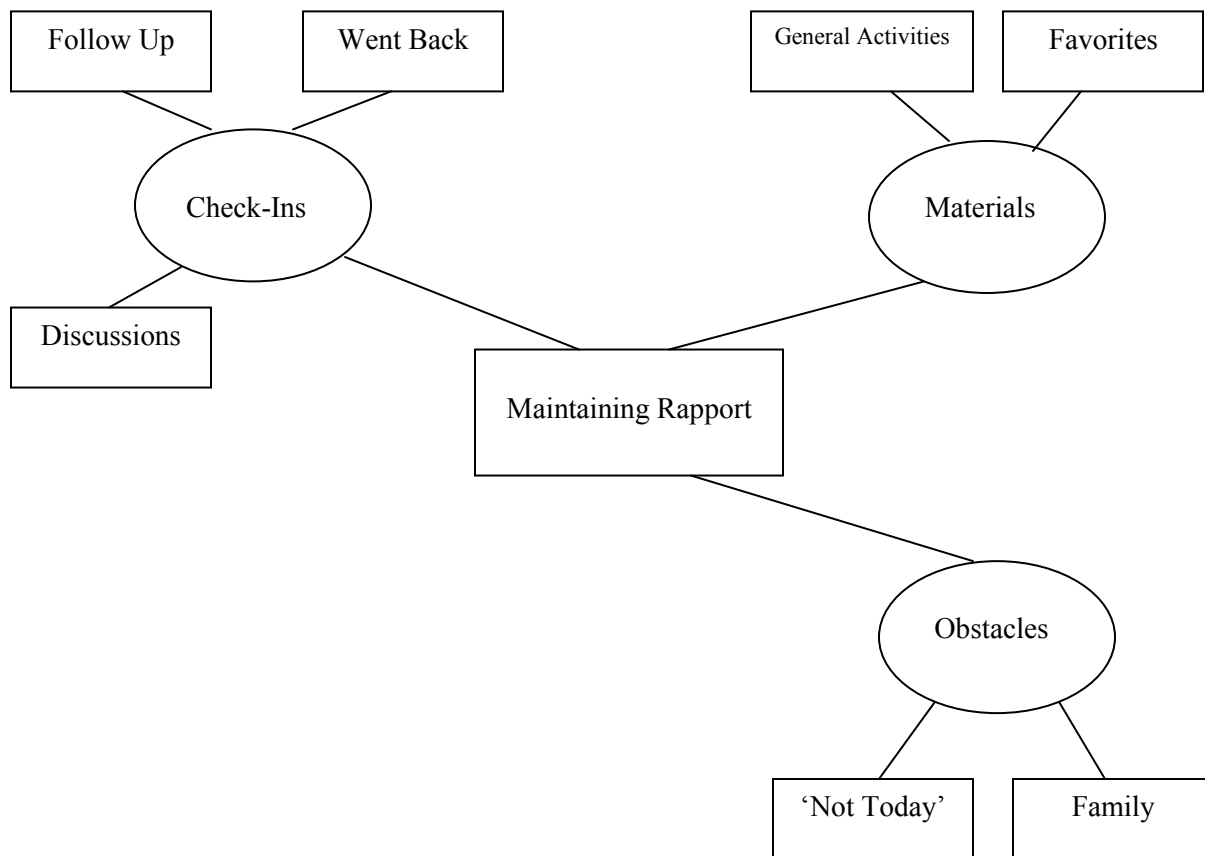 Follow Up
Went Back
General Activities
Favorites
Check-Ins
Materials
Discussions
Maintaining Rapport
Obstacles
‘Not Today’
Family